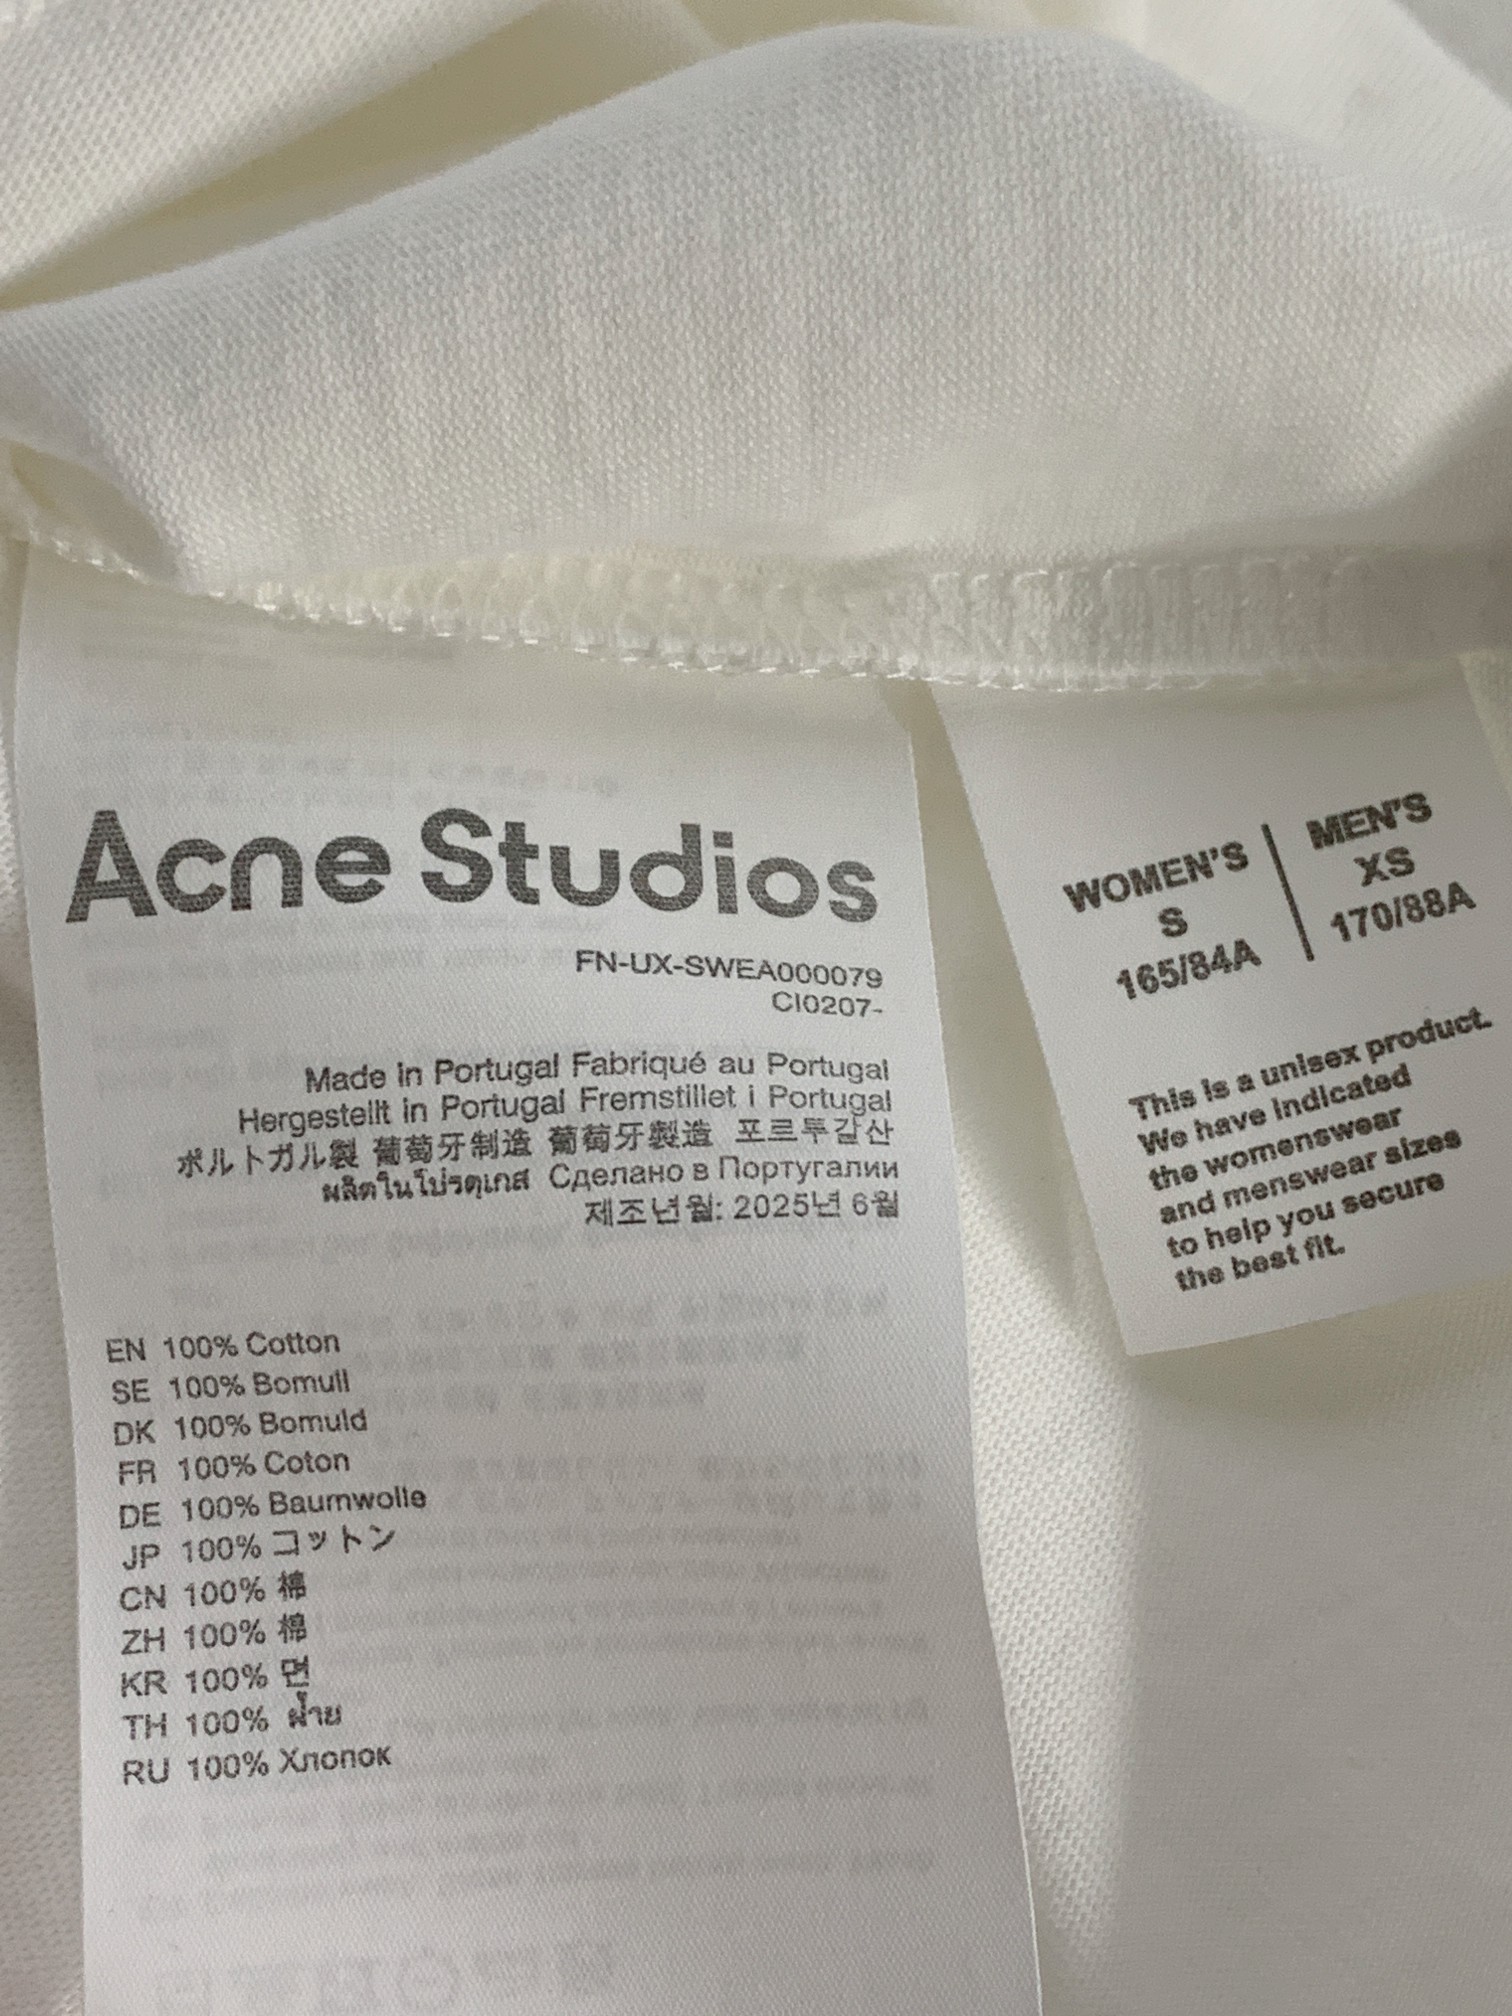 Acne Studios
FN-UX-SWEA000079
CI0207-
Made in Portugal Fabriqué au Portugal
Hergestellt in Portugal Fremstillet i Portugal
ポルトガル製 葡萄牙制造 葡萄牙製造 포르투갈산
ผลิตในโปรตุเกส Сделано в Португалии
제조년월: 2025년 6월
EN 100% Cotton
SE 100% Bomull
DK 100% Bomuld
FR 100% Coton
DE 100% Baumwolle
JP 100% コットン
CN 100% 棉
ZH 100% 棉
KR 100% 면
TH 100% ฝ้าย
RU 100% Хлопок
WOMEN'S
S
165/84A
MEN'S
XS
170/88A
This is a unisex product.
We have indicated
the womenswear
and menswear sizes
to help you secure
the best fit.